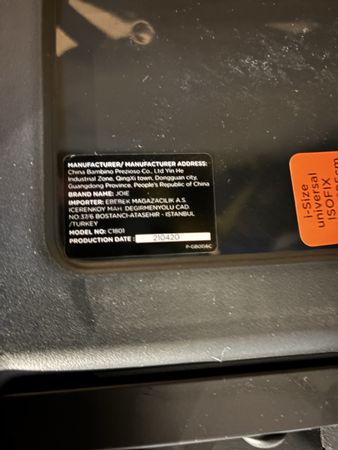 MANUFACTURER/ MANUFACTURER ADDRESS:
China Bambino Prezioso Co., Ltd Yin He
Industrial Zone, QingXi town, Dongguan city,
Guangdong Province, People's Republic of China
BRAND NAME: JOIE
IMPORTER: EBEBEK MAGAZACILIK A.S.
ICERENKOY MAH. DEGIRMENYOLU CAD.
NO:37/6 BOSTANCI-ATASEHIR - ISTANBUL
/TURKEY
MODEL NO: C1801
PRODUCTION DATE : 210420
i-Size
universal
ISOFIX